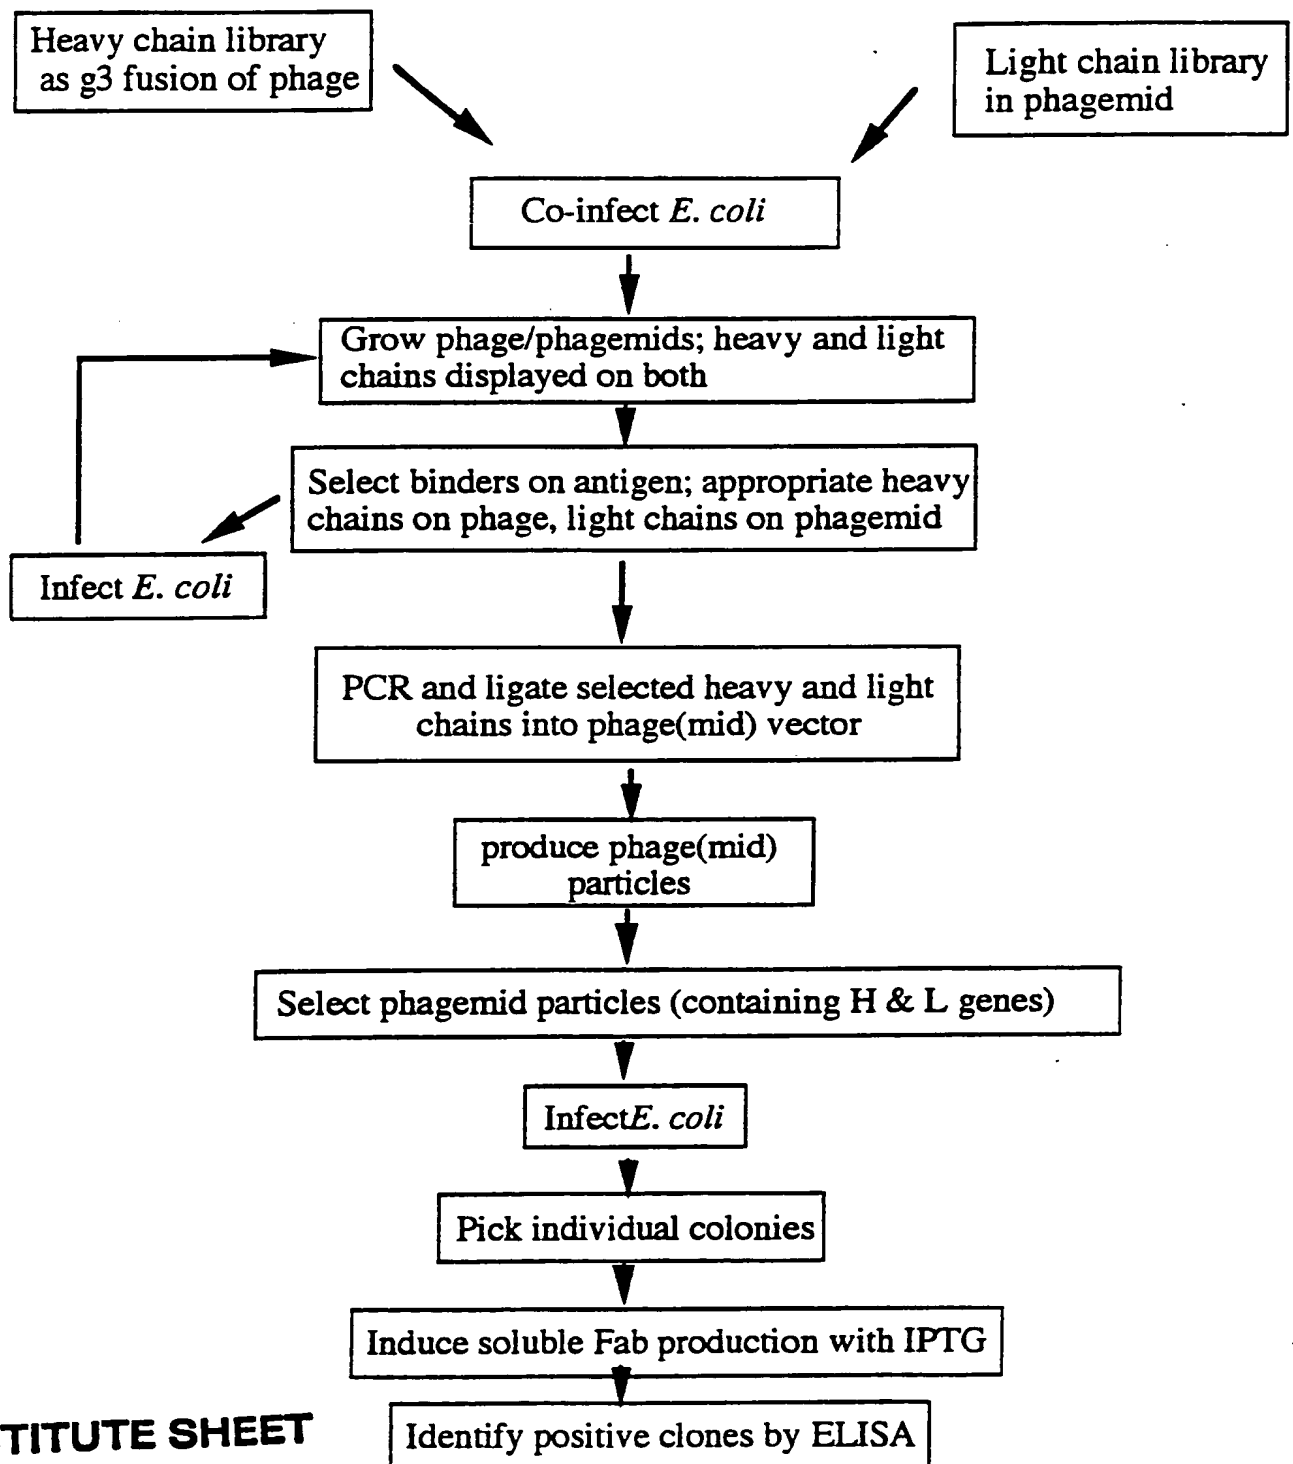 Heavy chain library
as g3 fusion of phage
Light chain library
in phagemid
Co-infect E. coli
Grow phage/phagemids; heavy and light
chains displayed on both
Select binders on antigen; appropriate heavy
chains on phage, light chains on phagemid
Infect E. coli
PCR and ligate selected heavy and light
chains into phage(mid) vector
produce phage(mid)
particles
Select phagemid particles (containing H & L genes)
InfectE. coli
Pick individual colonies
Induce soluble Fab production with IPTG
TITUTE SHEET
Identify positive clones by ELISA